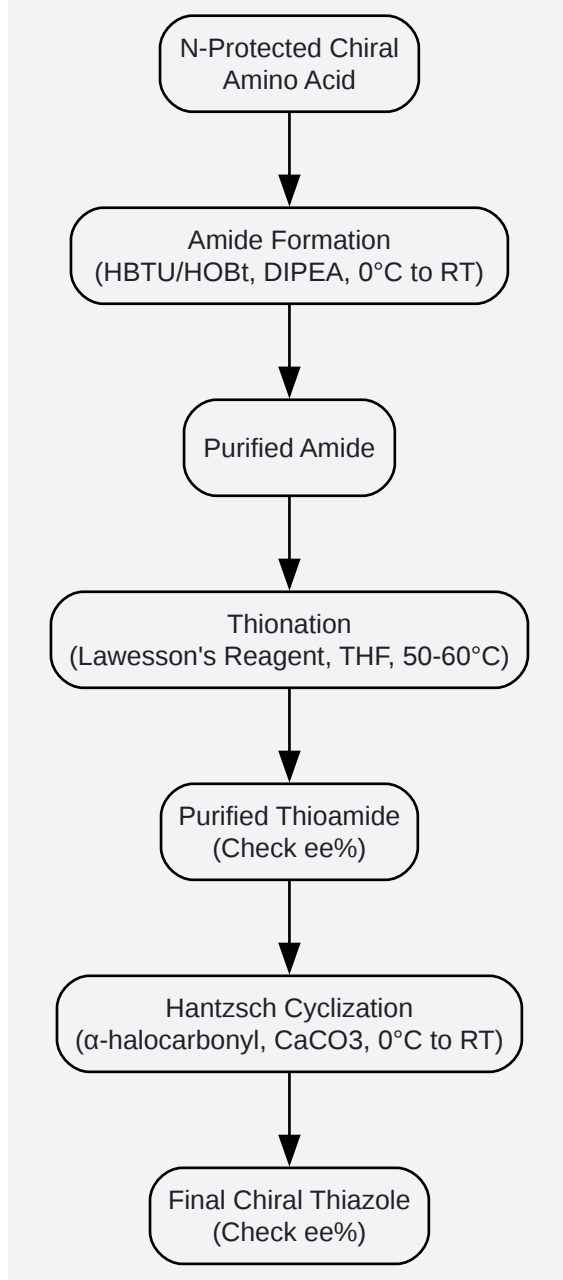 N-Protected Chiral
Amino Acid
Amide Formation
(HBTU/HOBt, DIPEA, 0°C to RT)
Purified Amide
Thionation
(Lawesson's Reagent, THF, 50-60°C)
Purified Thioamide
(Check ee%)
Hantzsch Cyclization
(α-halocarbonyl, CaCO3, 0°C to RT)
Final Chiral Thiazole
(Check ee%)